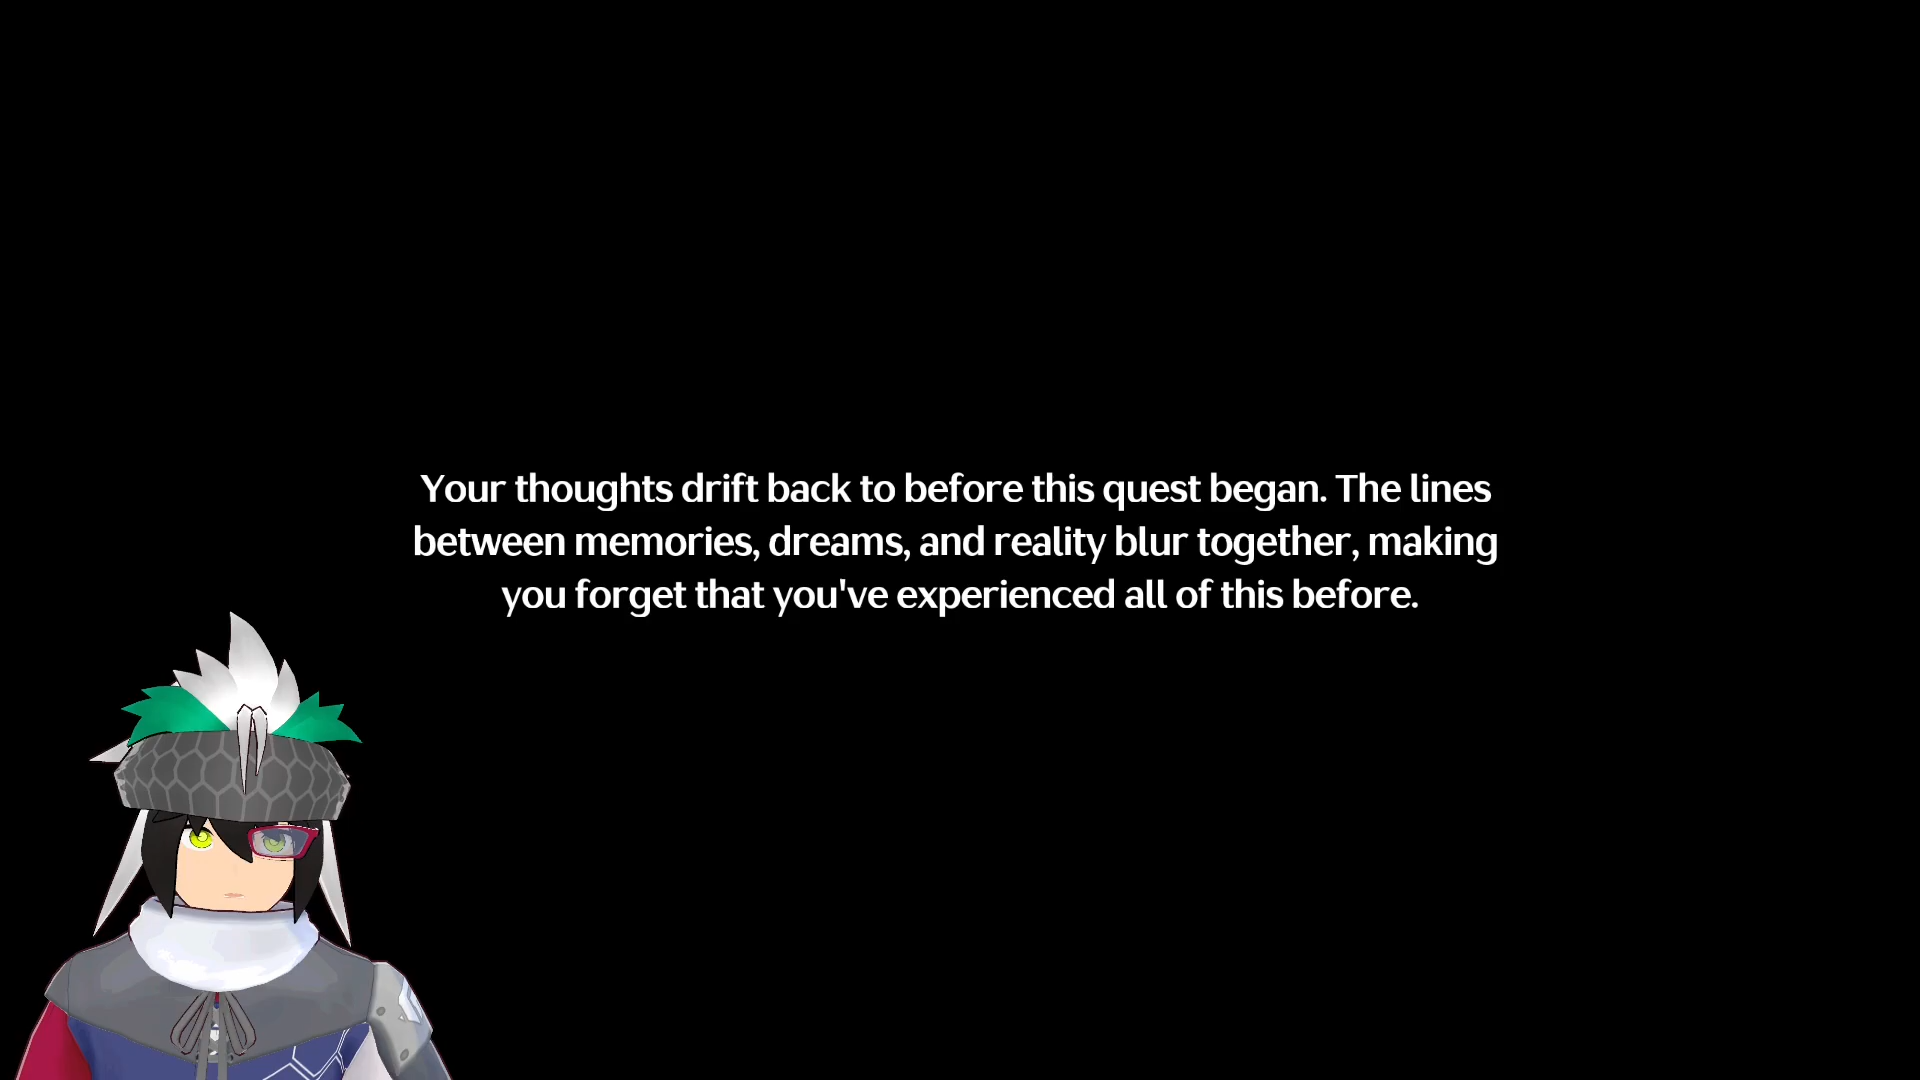 Your thoughts drift back to before this quest began. The lines
between memories, dreams, and reality blur together, making
you forget that you've experienced all of this before.